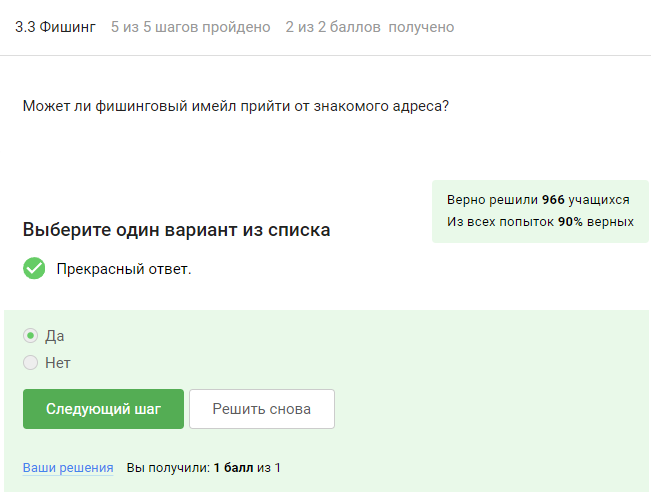 3.3 Фишинг 5 из 5 шагов пройдено 2 из 2 баллов получено
Может ли фишинговый имейл прийти от знакомого адреса?
Верно решили 966 учащихся
Из всех попыток 90% верных
Выберите один вариант из списка
Прекрасный ответ.
Да
Нет
Следующий шаг Решить снова
Ваши решения Вы получили: 1 балл из 1